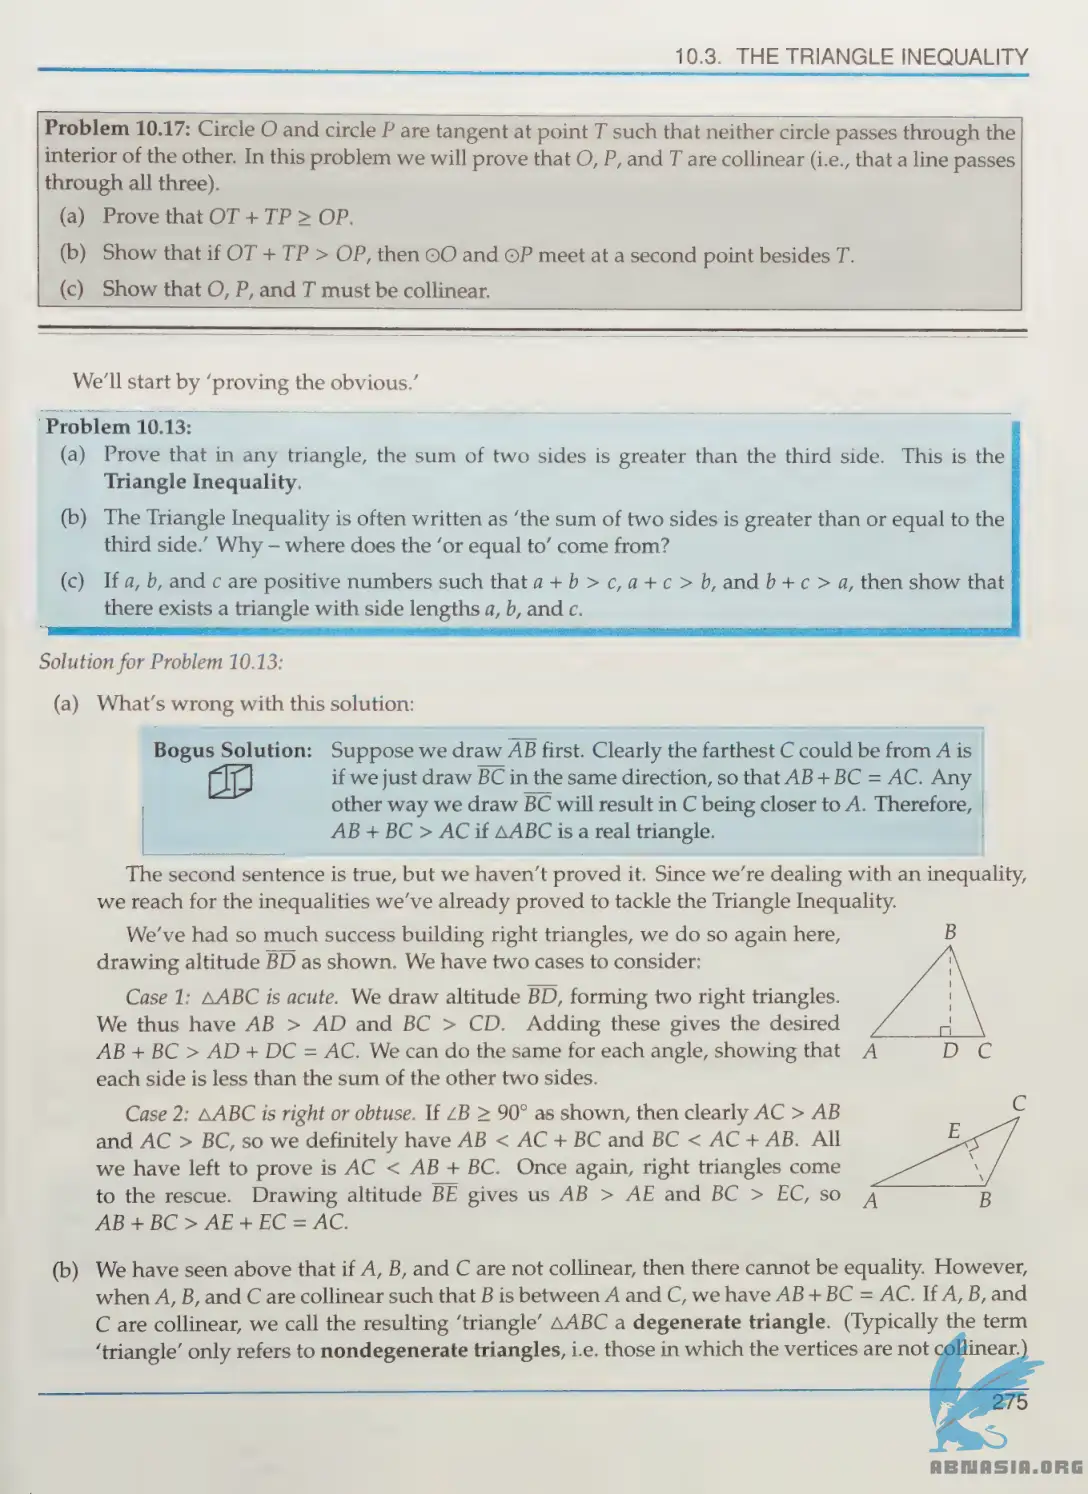 10.3. THE TRIANGLE INEQUALITY
Problem 10.17: Circle O and circle P are tangent at point T such that neither circle passes through the
interior of the other. In this problem we will prove that O, P, and T are collinear (i.e., that a line passes
through all three).
(a) Prove that OT + TP ≥ OP.
(b) Show that if OT + TP > OP, then ⊙O and ⊙P meet at a second point besides T.
(c) Show that O, P, and T must be collinear.
We'll start by 'proving the obvious.'
Problem 10.13:
(a) Prove that in any triangle, the sum of two sides is greater than the third side. This is the
Triangle Inequality.
(b) The Triangle Inequality is often written as 'the sum of two sides is greater than or equal to the
third side.' Why – where does the 'or equal to' come from?
(c) If a, b, and c are positive numbers such that a + b > c, a + c > b, and b + c > a, then show that
there exists a triangle with side lengths a, b, and c.
Solution for Problem 10.13:
(a) What's wrong with this solution:
Bogus Solution: Suppose we draw A̅B̅ first. Clearly the farthest C could be from A is
if we just draw B̅C̅ in the same direction, so that AB + BC = AC. Any
other way we draw B̅C̅ will result in C being closer to A. Therefore,
AB + BC > AC if △ABC is a real triangle.
The second sentence is true, but we haven't proved it. Since we're dealing with an inequality,
we reach for the inequalities we've already proved to tackle the Triangle Inequality.
We've had so much success building right triangles, we do so again here,
drawing altitude B̅D̅ as shown. We have two cases to consider:
Case 1: △ABC is acute. We draw altitude B̅D̅, forming two right triangles.
We thus have AB > AD and BC > CD. Adding these gives the desired
AB + BC > AD + DC = AC. We can do the same for each angle, showing that
each side is less than the sum of the other two sides.
B
A D C
Case 2: △ABC is right or obtuse. If ∠B ≥ 90° as shown, then clearly AC > AB
and AC > BC, so we definitely have AB < AC + BC and BC < AC + AB. All
we have left to prove is AC < AB + BC. Once again, right triangles come
to the rescue. Drawing altitude B̅E̅ gives us AB > AE and BC > EC, so
AB + BC > AE + EC = AC.
C
E
A B
(b) We have seen above that if A, B, and C are not collinear, then there cannot be equality. However,
when A, B, and C are collinear such that B is between A and C, we have AB + BC = AC. If A, B, and
C are collinear, we call the resulting 'triangle' △ABC a degenerate triangle. (Typically the term
'triangle' only refers to nondegenerate triangles, i.e. those in which the vertices are not collinear.)
275
ABNASIA.ORG